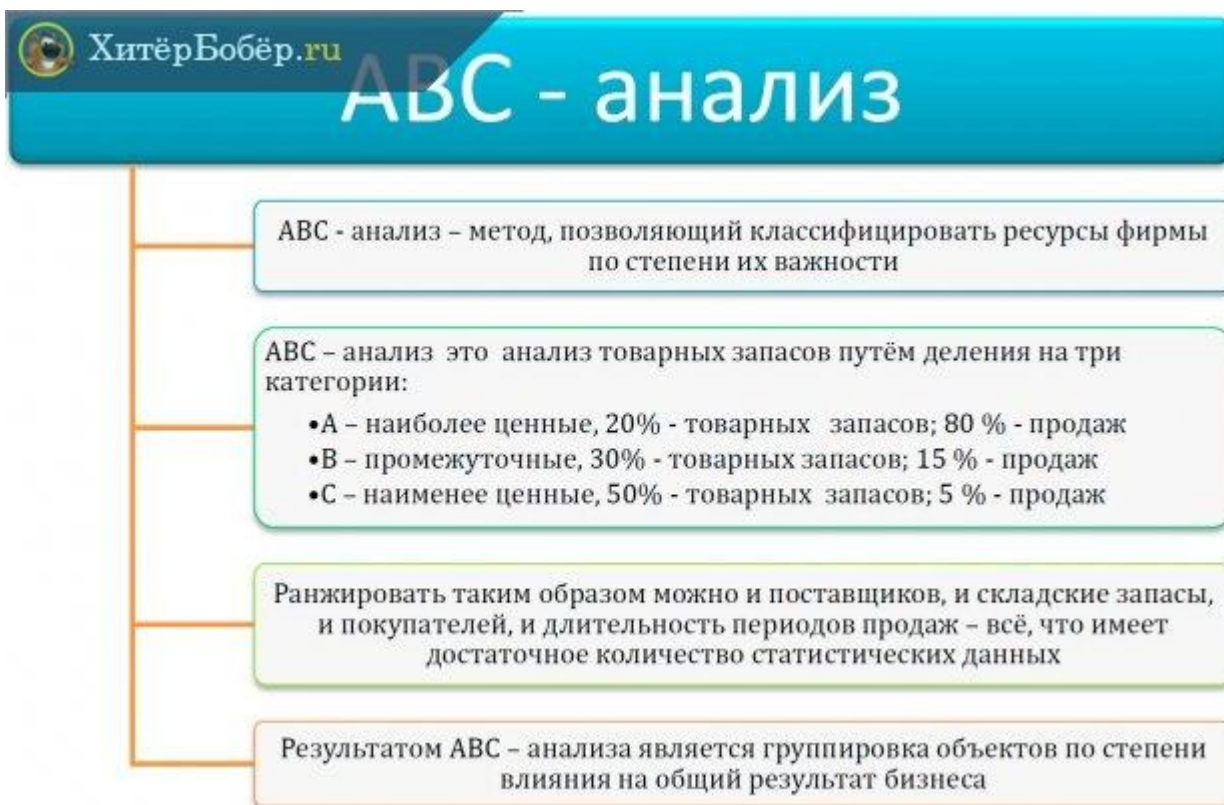 ХитёрБобёр.ru
АВС - анализ
АВС - анализ – метод, позволяющий классифицировать ресурсы фирмы
по степени их важности
АВС – анализ это анализ товарных запасов путём деления на три
категории:
•А – наиболее ценные, 20% - товарных запасов; 80 % - продаж
•В – промежуточные, 30% - товарных запасов; 15 % - продаж
•С – наименее ценные, 50% - товарных запасов; 5 % - продаж
Ранжировать таким образом можно и поставщиков, и складские запасы,
и покупателей, и длительность периодов продаж – всё, что имеет
достаточное количество статистических данных
Результатом АВС – анализа является группировка объектов по степени
влияния на общий результат бизнеса